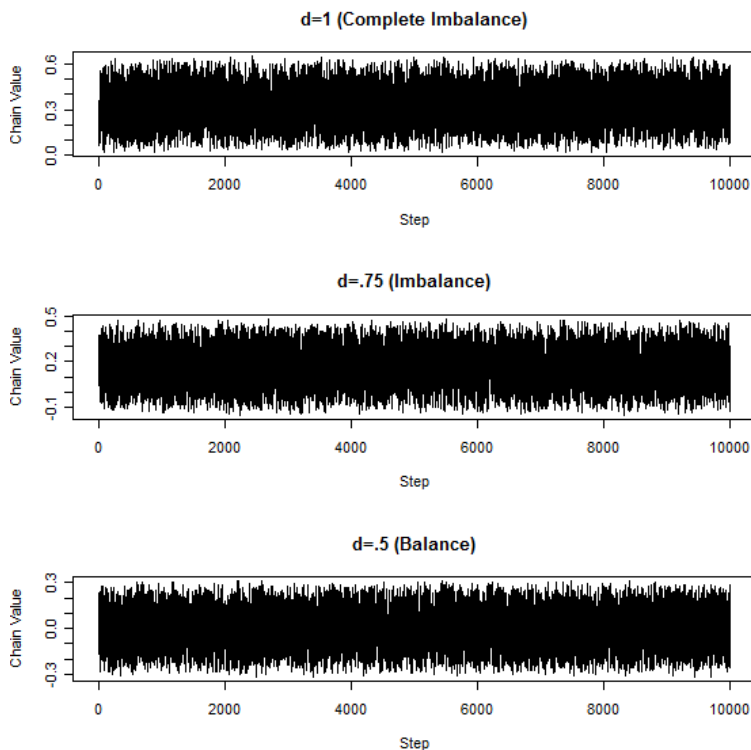 d=1 (Complete Imbalance)
Chain Value
0.6
0.3
0.0
0 2000 4000 6000 8000 10000
Step
d=.75 (Imbalance)
Chain Value
0.5
0.2
-0.1
0 2000 4000 6000 8000 10000
Step
d=.5 (Balance)
Chain Value
0.3
0.0
-0.3
0 2000 4000 6000 8000 10000
Step